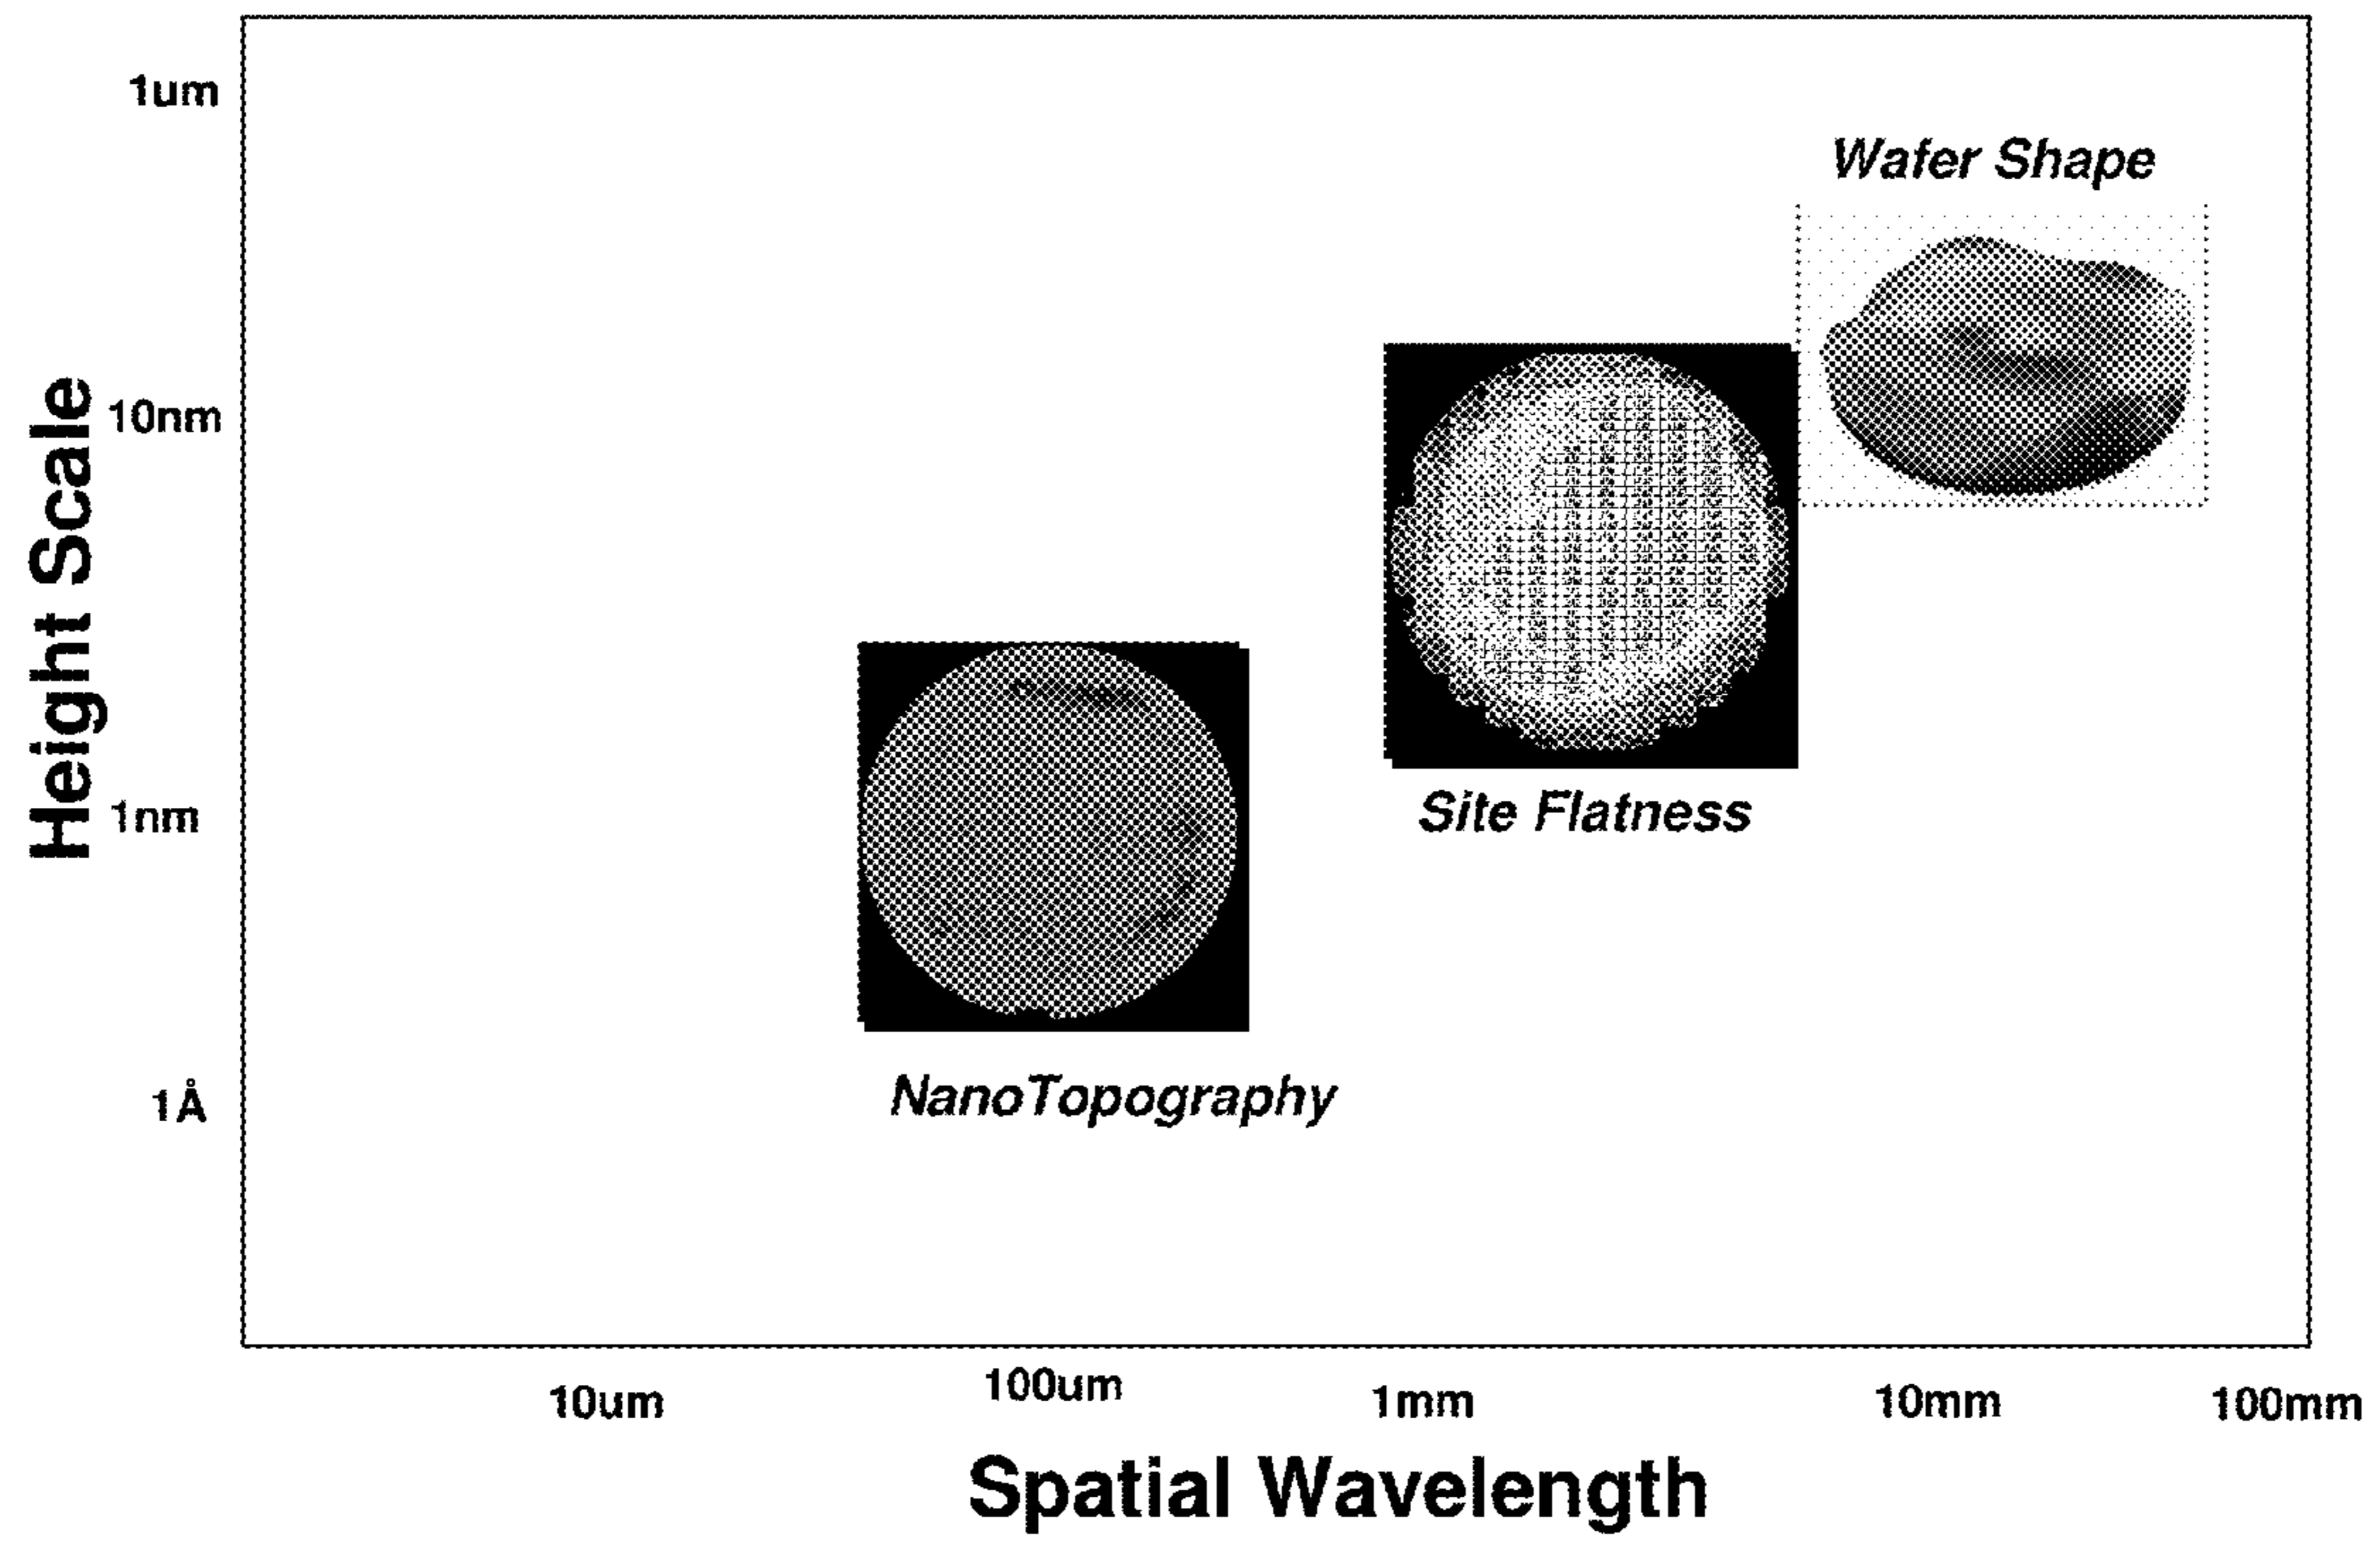 1um
Wafer Shape
10nm
Height Scale
1nm
Site Flatness
1Å
NanoTopography
10um
100um
1mm
10mm
100mm
Spatial Wavelength